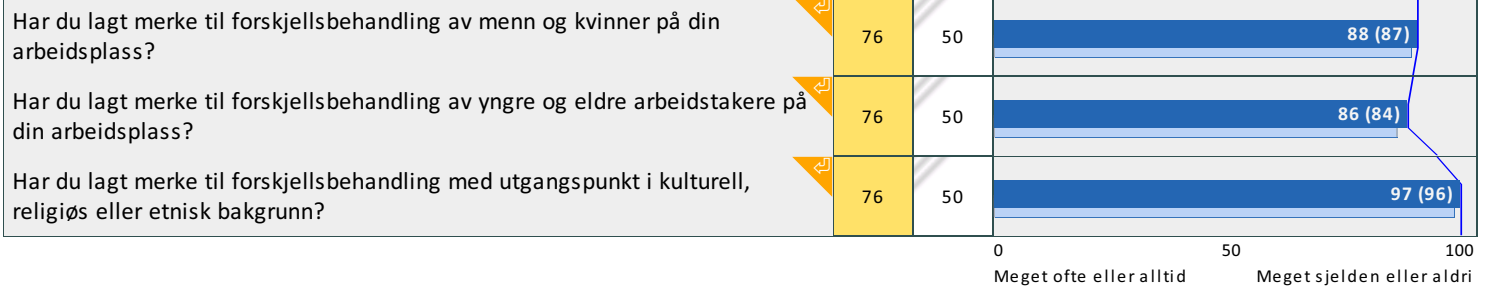 Har du lagt merke til forskjellsbehandling av menn og kvinner på din
arbeidsplass?
76
50
88 (87)
Har du lagt merke til forskjellsbehandling av yngre og eldre arbeidstakere på
din arbeidsplass?
76
50
86 (84)
Har du lagt merke til forskjellsbehandling med utgangspunkt i kulturell,
religiøs eller etnisk bakgrunn?
76
50
97 (96)
0 50 100
Meget ofte eller alltid Meget sjelden eller aldri